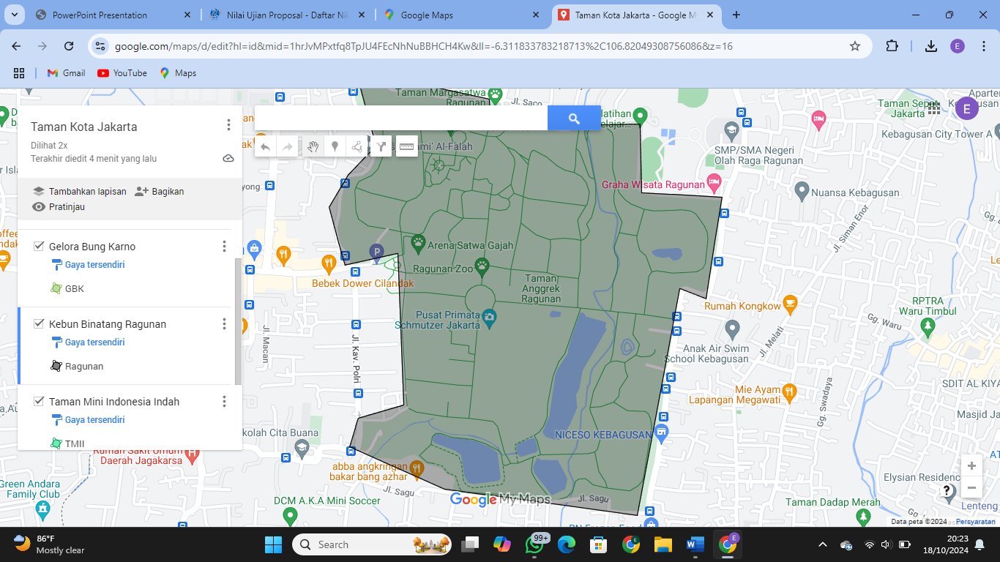 PowerPoint Presentation
Nilai Ujian Proposal - Daftar Nil
Google Maps
Taman Kota Jakarta - Google M
google.com/maps/d/edit?hl=id&mid=1hrJvMPxtfq8TpJU4FEcNhNuBBHCH4Kw&ll=-6.311833783218713%2C106.82049308756086&z=16
E
Gmail
YouTube
Maps
Taman Kota Jakarta
Dilihat 2x
Terakhir diedit 4 menit yang lalu
Tambahkan lapisan
Bagikan
Pratinjau
Gelora Bung Karno
Gaya tersendiri
GBK
Kebun Binatang Ragunan
Gaya tersendiri
Ragunan
Taman Mini Indonesia Indah
Gaya tersendiri
TMII
Taman Margasatwa
Ragunan
Jl. Saco
latihan
elajar...
ami' Al-Falah
Taman Sepat
Jakarta
Kebagusan
Kebagusan City Tower A
E
SMP/SMA Negeri
Olah Raga Ragunan
Graha Wisata Ragunan
Nuansa Kebagusan
Jl. Siman Enor
yong
Arena Satwa Gajah
Ragunan Zoo
P
Bebek Dower Cilandak
Taman
Anggrek
Ragunan
Pusat Primata
Schmutzer Jakarta
Jl. Macan
Jl. Kav. Polri
Rumah Kongkow
RPTRA
Waru Timbul
Gg. Waru
Jl. Melati
Anak Air Swim
School Kebagusan
Mie Ayam
Lapangan Megawati
Gg. Swadaya
SDIT AL KIYA
Masjid Ja
NICESO KEBAGUSAN
kolah Cita Buana
Rumah Sakit Umum
Daerah Jagakarsa
abba angkringan
bakar bang azhar
Jl. Sagu
Jl. Sagu
Green Andara
Family Club
DCM A.K.A Mini Soccer
Google My Maps
Elysian Residenc
Lenteng
Taman Dadap Merah
Data peta ©2024
Persyaratan
86°F
Mostly clear
Search
99+
20:23
18/10/2024